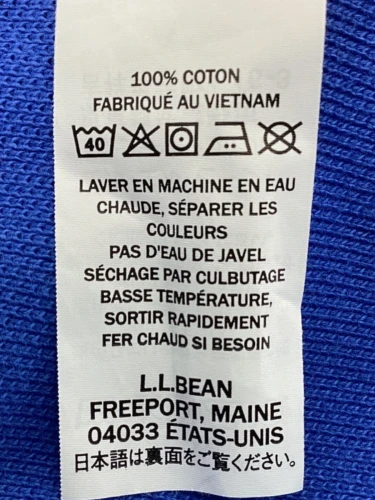 100% COTON
FABRIQUÉ AU VIETNAM
40
LAVER EN MACHINE EN EAU
CHAUDE, SÉPARER LES
COULEURS
PAS D'EAU DE JAVEL
SÉCHAGE PAR CULBUTAGE
BASSE TEMPÉRATURE,
SORTIR RAPIDEMENT
FER CHAUD SI BESOIN
L.L.BEAN
FREEPORT, MAINE
04033 ÉTATS-UNIS
日本語は裏面をご覧ください。